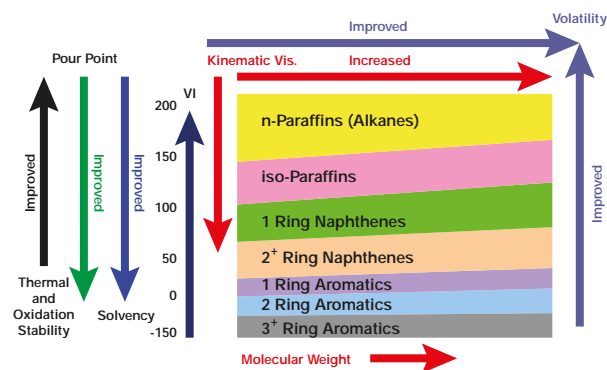 Volatility
Improved
Pour Point
Kinematic Vis.
Increased
VI
200
n-Paraffins (Alkanes)
150
iso-Paraffins
Improved
Improved
Improved
Improved
100
1 Ring Naphthenes
50
2+ Ring Naphthenes
Thermal
and
Oxidation
Stability
Solvency
0
1 Ring Aromatics
2 Ring Aromatics
-150
3+ Ring Aromatics
Molecular Weight